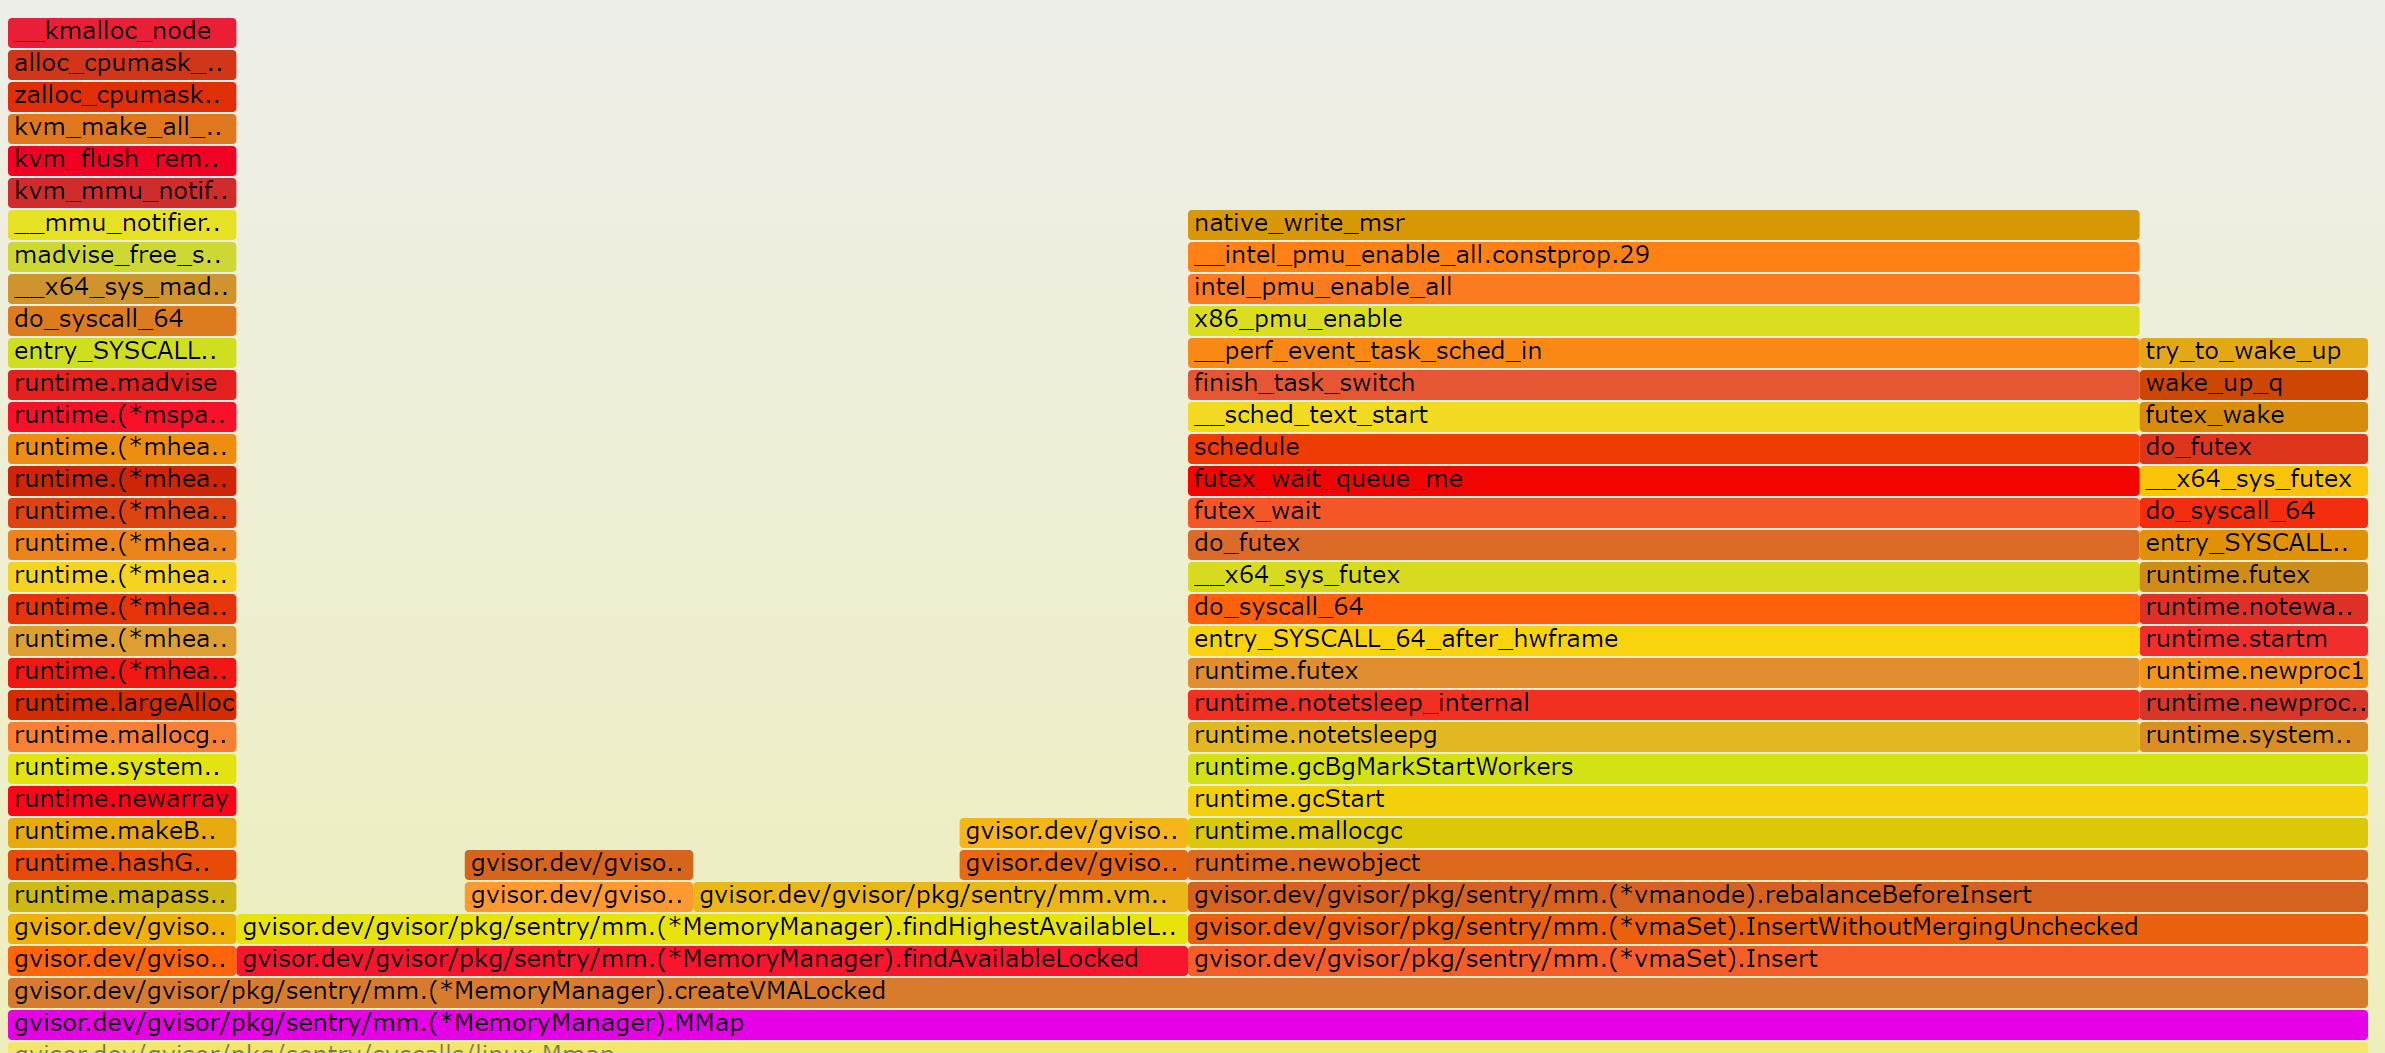 __kmalloc_node
alloc_cpumask_..
zalloc_cpumask..
kvm_make_all_..
kvm_flush_rem..
kvm_mmu_notif..
__mmu_notifier.. native_write_msr
madvise_free_s.. __intel_pmu_enable_all.constprop.29
__x64_sys_mad.. intel_pmu_enable_all
do_syscall_64 x86_pmu_enable
entry_SYSCALL.. __perf_event_task_sched_in try_to_wake_up
runtime.madvise finish_task_switch wake_up_q
runtime.(*mspa.. __sched_text_start futex_wake
runtime.(*mhea.. schedule do_futex
runtime.(*mhea.. futex_wait_queue_me __x64_sys_futex
runtime.(*mhea.. futex_wait do_syscall_64
runtime.(*mhea.. do_futex entry_SYSCALL..
runtime.(*mhea.. __x64_sys_futex runtime.futex
runtime.(*mhea.. do_syscall_64 runtime.notewa..
runtime.(*mhea.. entry_SYSCALL_64_after_hwframe runtime.startm
runtime.(*mhea.. runtime.futex runtime.newproc1
runtime.largeAlloc runtime.notetsleep_internal runtime.newproc..
runtime.mallocg.. runtime.notetsleepg runtime.system..
runtime.system.. runtime.gcBgMarkStartWorkers
runtime.newarray runtime.gcStart
runtime.makeB.. gvisor.dev/gviso.. runtime.mallocgc
runtime.hashG.. gvisor.dev/gviso.. gvisor.dev/gviso.. runtime.newobject
runtime.mapass.. gvisor.dev/gviso.. gvisor.dev/gvisor/pkg/sentry/mm.vm.. gvisor.dev/gvisor/pkg/sentry/mm.(*vmanode).rebalanceBeforeInsert
gvisor.dev/gviso.. gvisor.dev/gvisor/pkg/sentry/mm.(*MemoryManager).findHighestAvailableL.. gvisor.dev/gvisor/pkg/sentry/mm.(*vmaSet).InsertWithoutMergingUnchecked
gvisor.dev/gviso.. gvisor.dev/gvisor/pkg/sentry/mm.(*MemoryManager).findAvailableLocked gvisor.dev/gvisor/pkg/sentry/mm.(*vmaSet).Insert
gvisor.dev/gvisor/pkg/sentry/mm.(*MemoryManager).createVMALocked
gvisor.dev/gvisor/pkg/sentry/mm.(*MemoryManager).MMap
gvisor.dev/gvisor/pkg/sentry/syscalls/linux.Mmap